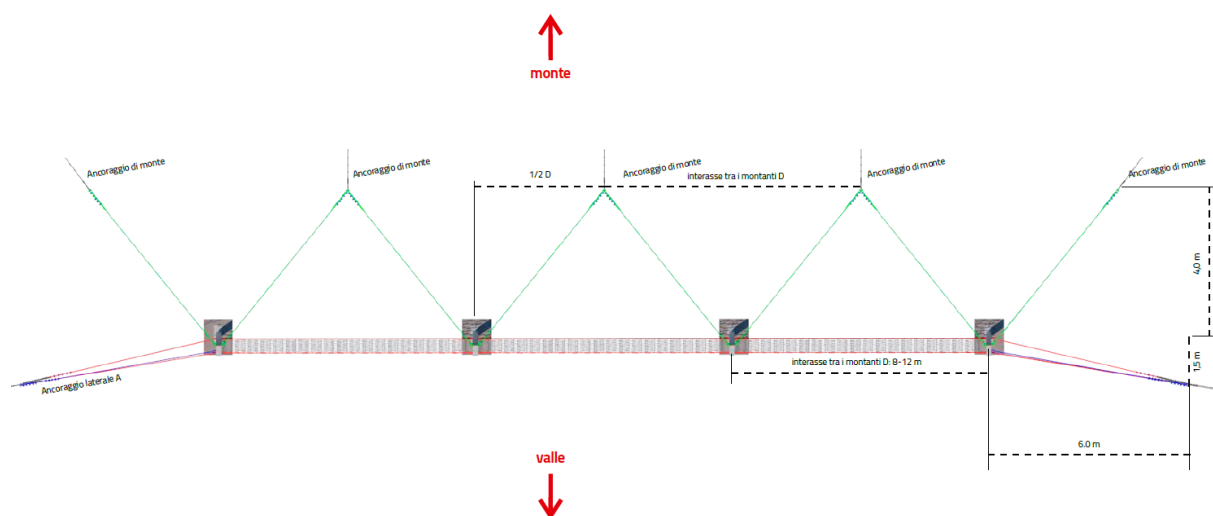 monte
Ancoraggio di monte
Ancoraggio di monte
Ancoraggio di monte
Ancoraggio di monte
Ancoraggio di monte
1/2 D
interasse tra i montanti D
4,0 m
1,5 m
interasse tra i montanti D: 8-12 m
Ancoraggio laterale A
6.0 m
valle